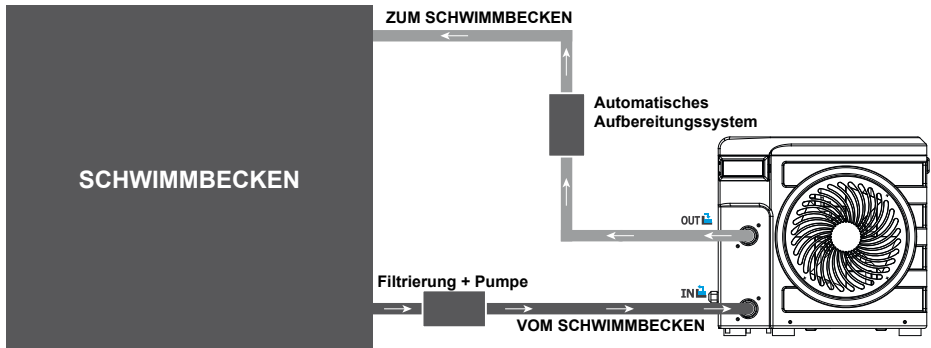 ZUM SCHWIMMBECKEN
Automatisches
Aufbereitungssystem
SCHWIMMBECKEN
OUT
Filtrierung + Pumpe
IN
VOM SCHWIMMBECKEN